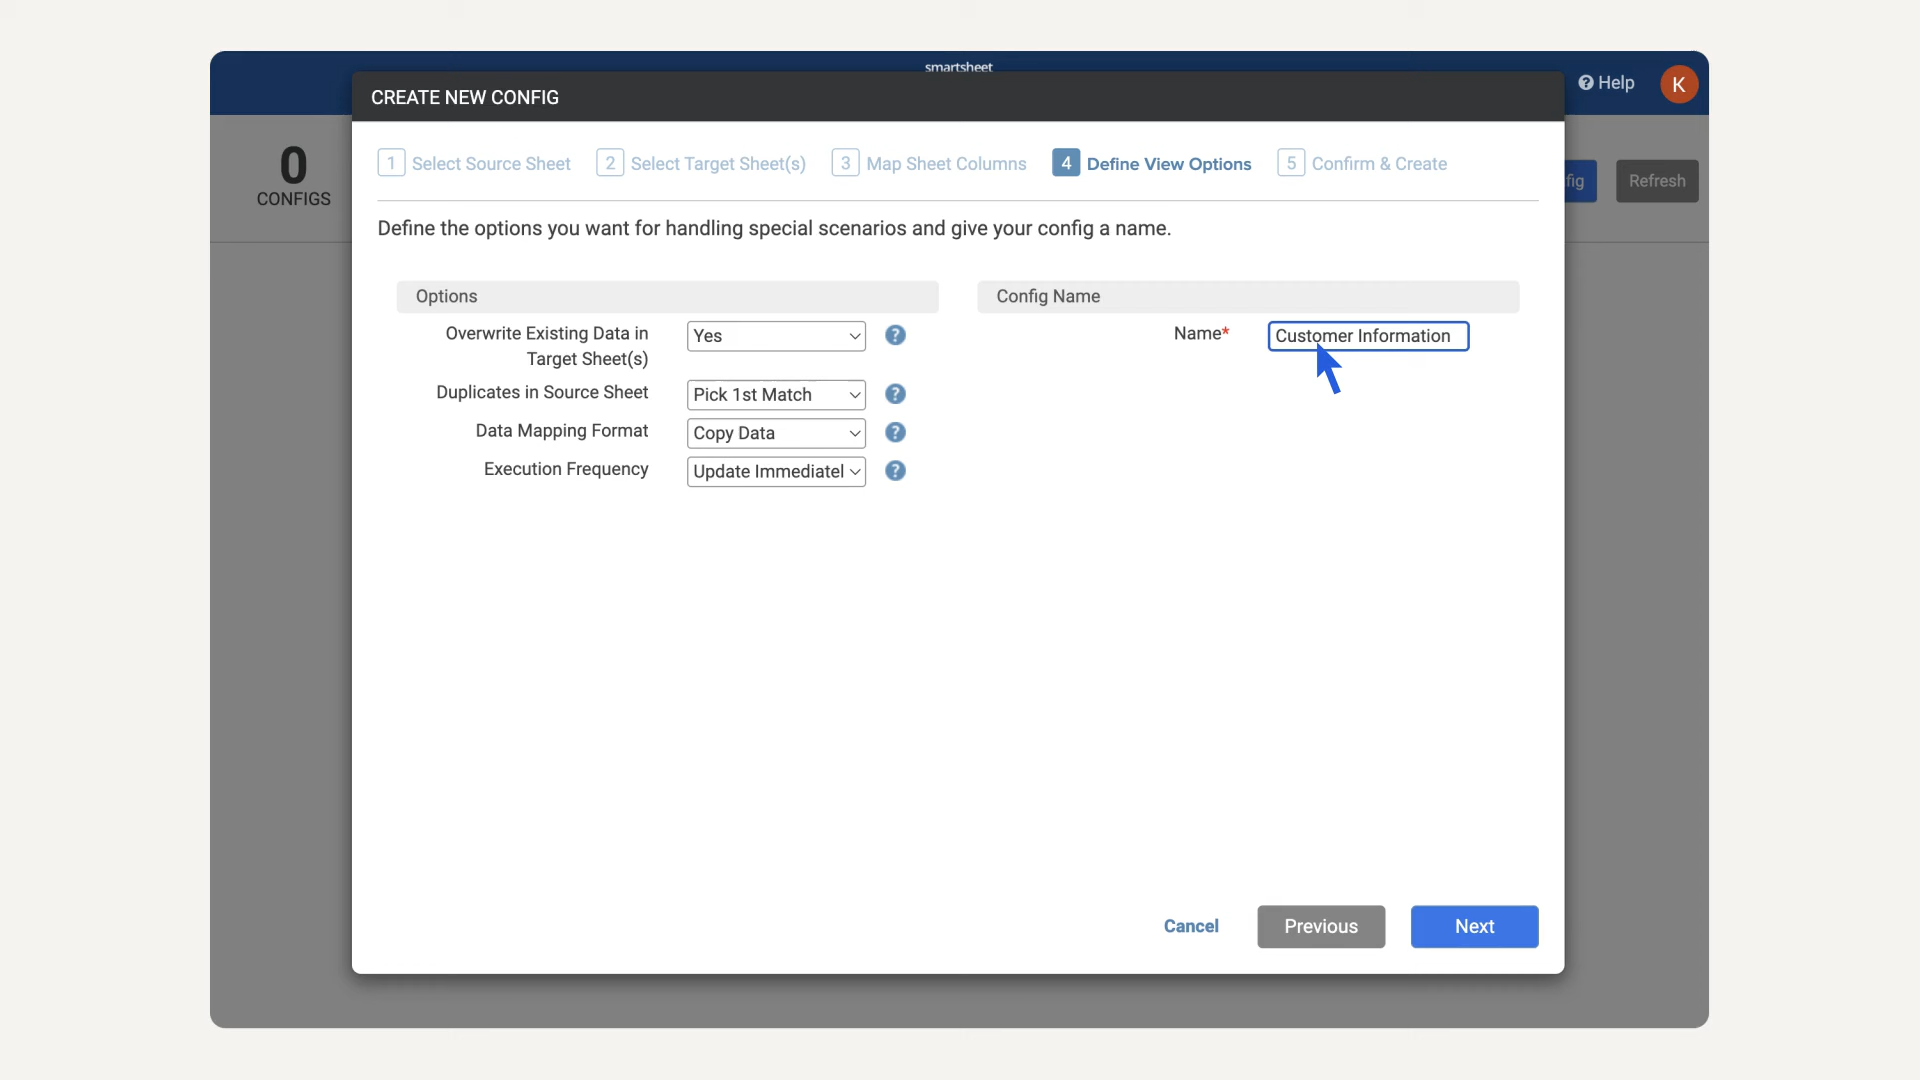 smartsheet
Help
K
CREATE NEW CONFIG
0
CONFIGS
1 Select Source Sheet 2 Select Target Sheet(s) 3 Map Sheet Columns 4 Define View Options 5 Confirm & Create
fig
Refresh
Define the options you want for handling special scenarios and give your config a name.
Options
Overwrite Existing Data in
Target Sheet(s)
Yes
Duplicates in Source Sheet
Pick 1st Match
Data Mapping Format
Copy Data
Execution Frequency
Update Immediatel
Config Name
Name*
Customer Information
Cancel
Previous
Next